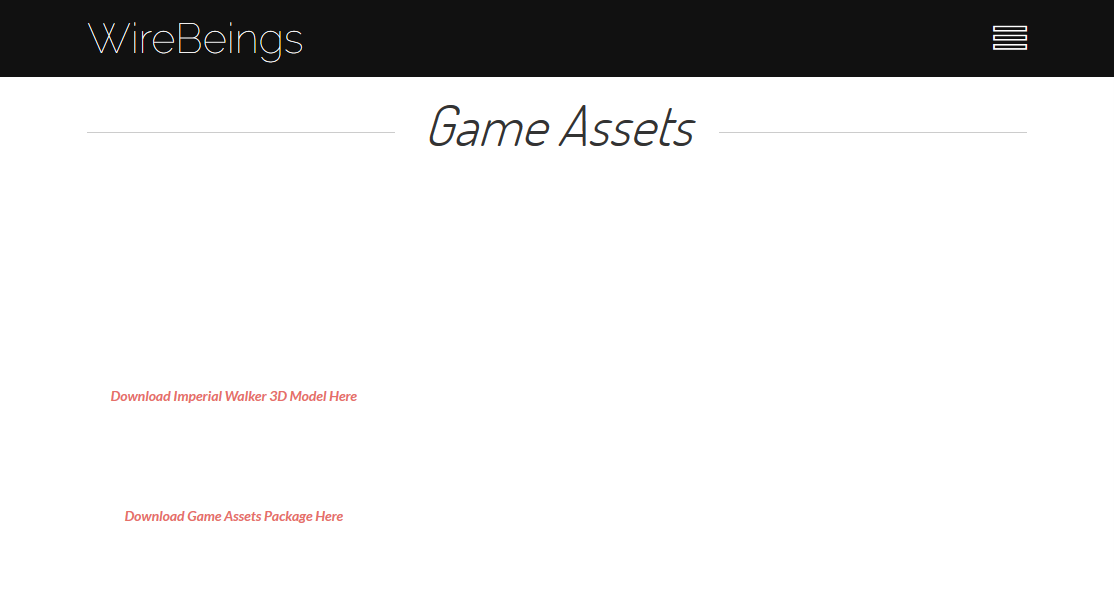 WireBeings
Game Assets
Download Imperial Walker 3D Model Here
Download Game Assets Package Here